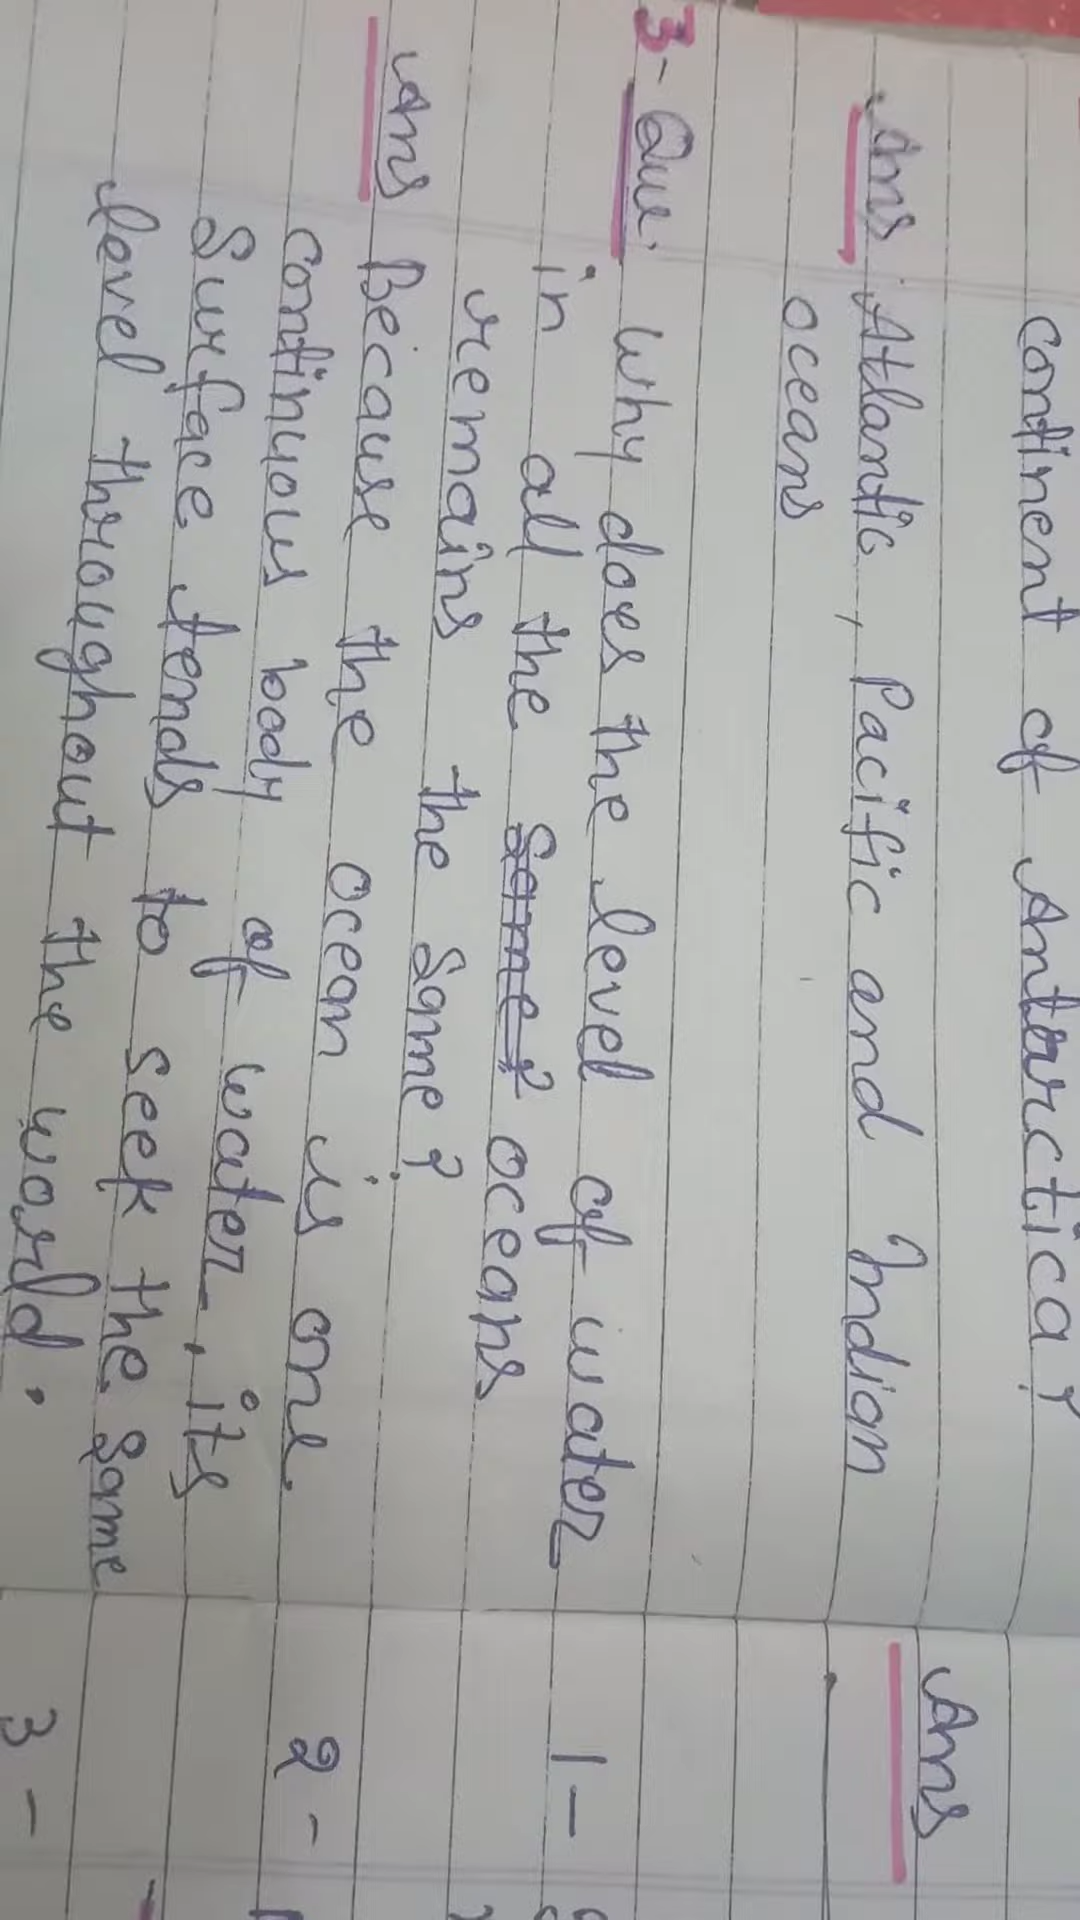 continent of Antarctica?
Ans Atlantic, Pacific and Indian
oceans
3- Que. Why does the level of water
in all the same? oceans
remains the same?
Ans Because the ocean is one
continuous body of water, its
Surface tends to seek the same
level throughout the world.
Ans
1-
2-
3-